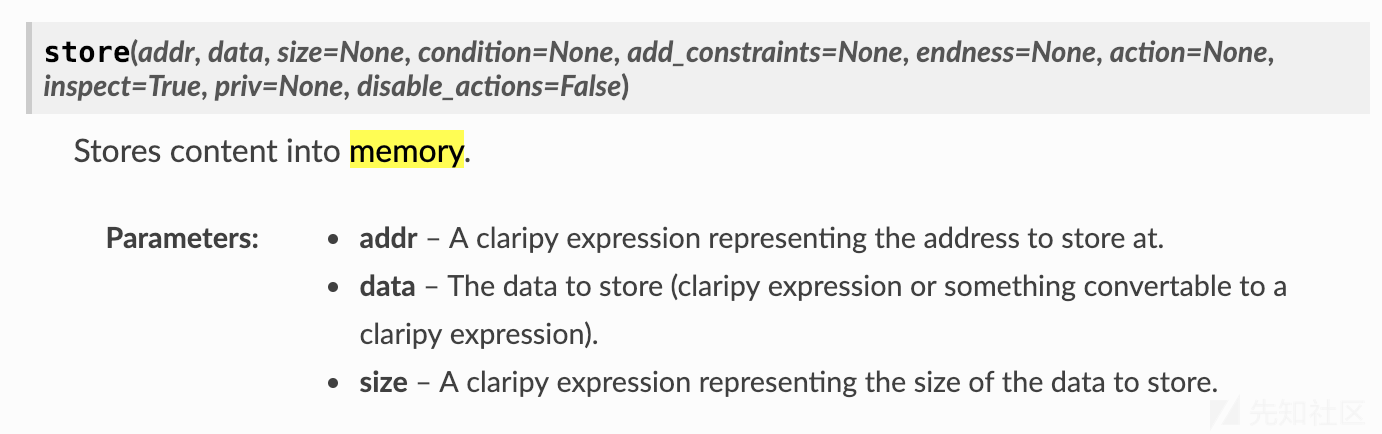 store(addr, data, size=None, condition=None, add_constraints=None, endness=None, action=None,
inspect=True, priv=None, disable_actions=False)
Stores content into memory.
Parameters:
• addr – A claripy expression representing the address to store at.
• data – The data to store (claripy expression or something convertable to a
claripy expression).
• size – A claripy expression representing the size of the data to store.
先知社区